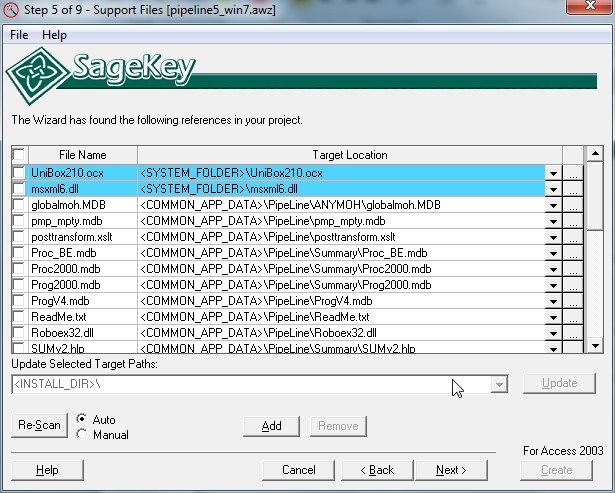 Step 5 of 9 - Support Files [pipeline5_win7.awz]
File Help
SageKey
The Wizard has found the following references in your project.
File Name Target Location
UniBox210.ocx <SYSTEM_FOLDER>\UniBox210.ocx ...
msxml6.dll <SYSTEM_FOLDER>\msxml6.dll ...
globalmoh.MDB <COMMON_APP_DATA>\PipeLine\ANYMOH\globalmoh.MDB ...
pmp_mpty.mdb <COMMON_APP_DATA>\PipeLine\pmp_mpty.mdb ...
posttransform.xslt <COMMON_APP_DATA>\PipeLine\posttransform.xslt ...
Proc_BE.mdb <COMMON_APP_DATA>\PipeLine\Summary\Proc_BE.mdb ...
Proc2000.mdb <COMMON_APP_DATA>\PipeLine\Summary\Proc2000.mdb ...
Prog2000.mdb <COMMON_APP_DATA>\PipeLine\Summary\Prog2000.mdb ...
ProgV4.mdb <COMMON_APP_DATA>\PipeLine\ProgV4.mdb ...
ReadMe.txt <COMMON_APP_DATA>\PipeLine\ReadMe.txt ...
Roboex32.dll <COMMON_APP_DATA>\PipeLine\Roboex32.dll ...
SUMv2.hlp <COMMON_APP_DATA>\PipeLine\Summary\SUMv2.hlp ...
Update Selected Target Paths:
<INSTALL_DIR>\ Update
Re-Scan Auto Manual Add Remove
For Access 2003
Help Cancel < Back Next > Create